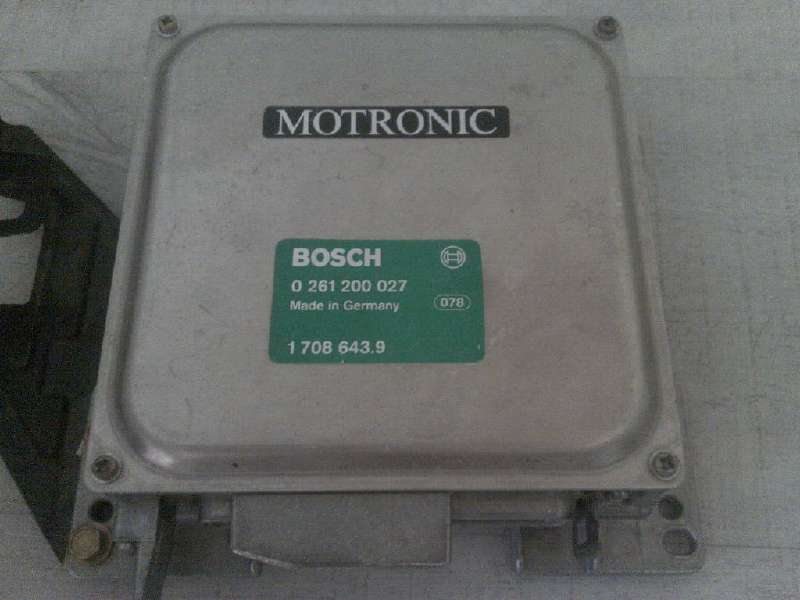 MOTRONIC
BOSCH
0 261 200 027
Made in Germany 078
1 708 643.9